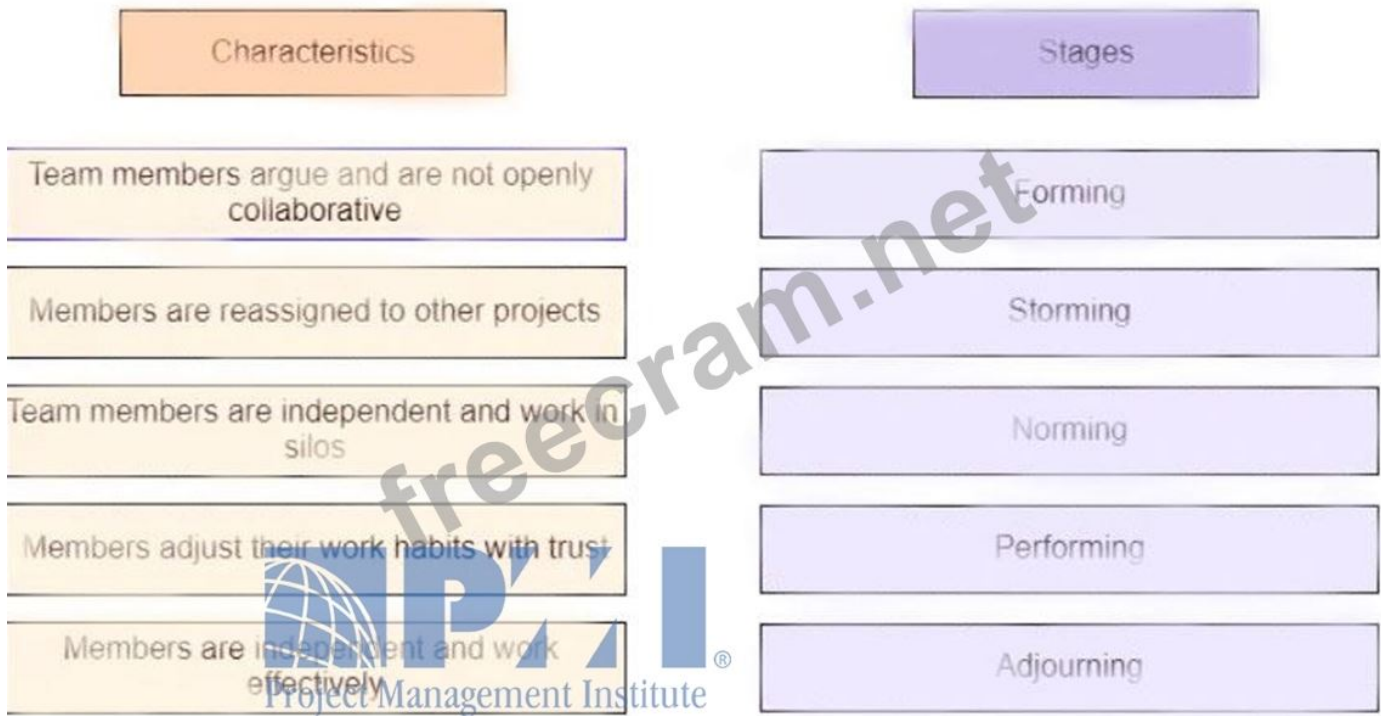 Characteristics
Stages
Team members argue and are not openly
collaborative
Forming
Members are reassigned to other projects
Storming
Team members are independent and work in
silos
Norming
Members adjust their work habits with trust
Performing
Members are independent and work
effectively
Adjourning
freecram.net
PMI
®
Project Management Institute